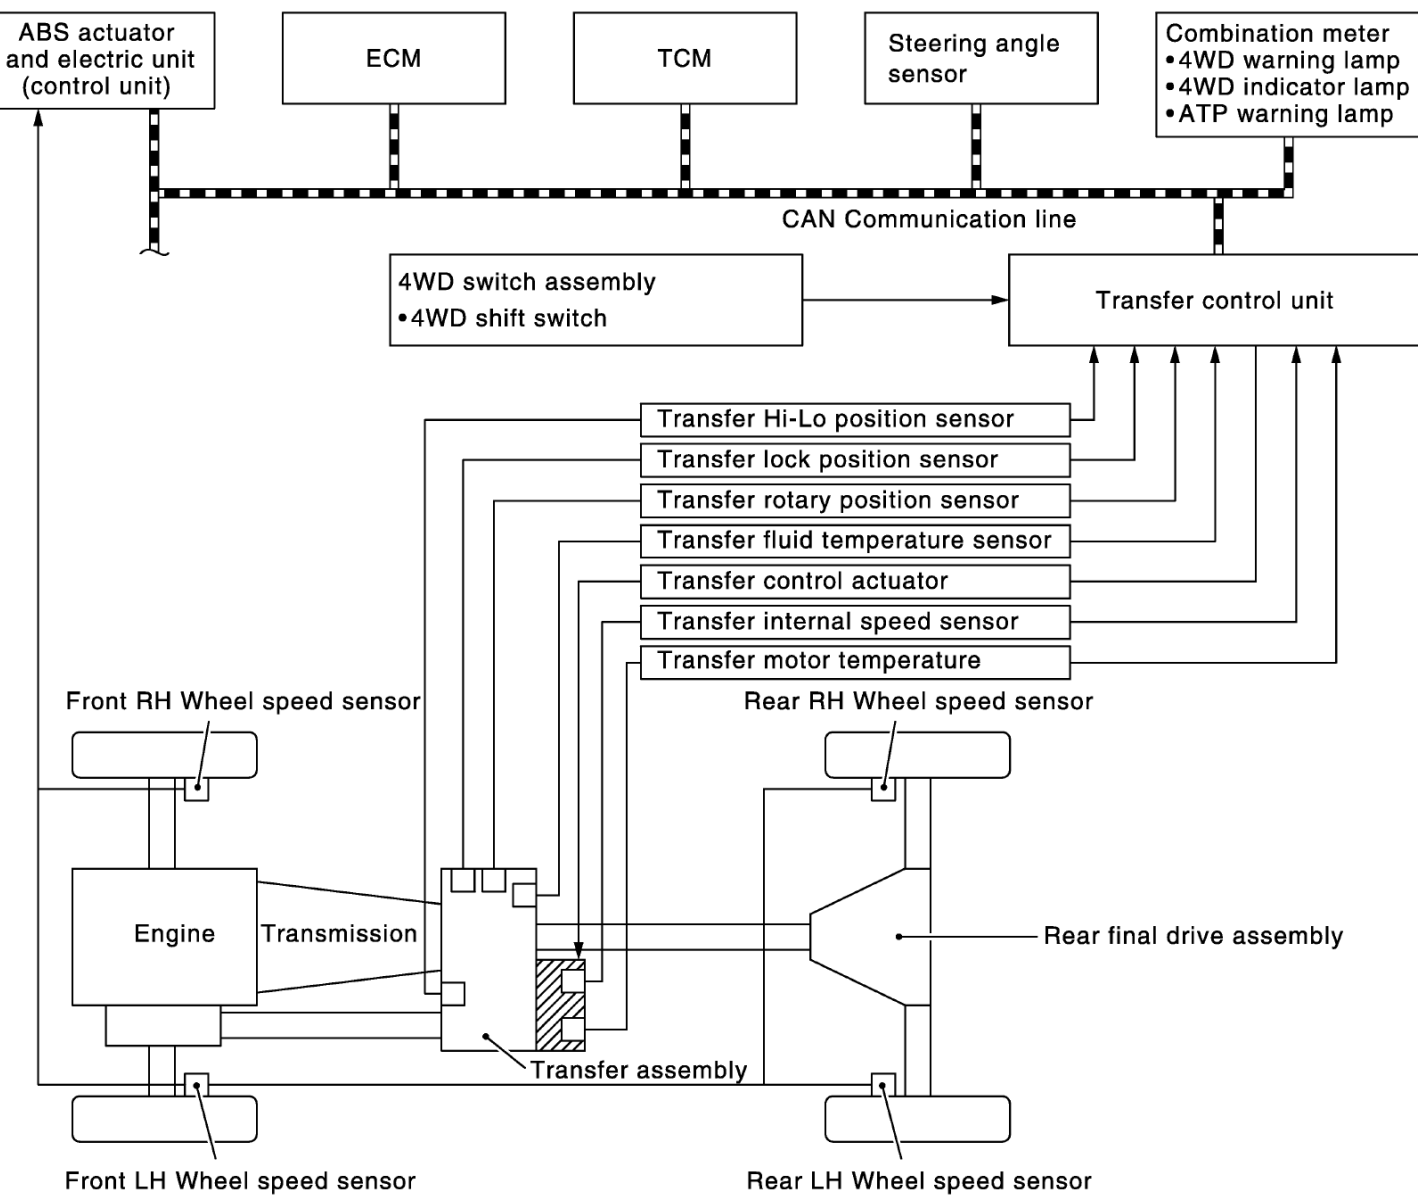 ABS actuator
and electric unit
(control unit)
ECM
TCM
Steering angle
sensor
Combination meter
•4WD warning lamp
•4WD indicator lamp
•ATP warning lamp
CAN Communication line
4WD switch assembly
•4WD shift switch
Transfer control unit
Transfer Hi-Lo position sensor
Transfer lock position sensor
Transfer rotary position sensor
Transfer fluid temperature sensor
Transfer control actuator
Transfer internal speed sensor
Transfer motor temperature
Front RH Wheel speed sensor
Rear RH Wheel speed sensor
Engine
Transmission
Rear final drive assembly
Transfer assembly
Front LH Wheel speed sensor
Rear LH Wheel speed sensor